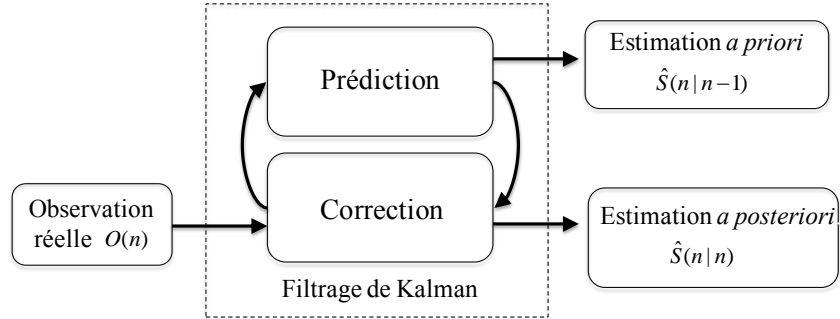 Prédiction
Estimation a priori
Ŝ(n | n−1)
Observation
réelle O(n)
Correction
Estimation a posteriori
Ŝ(n | n)
Filtrage de Kalman